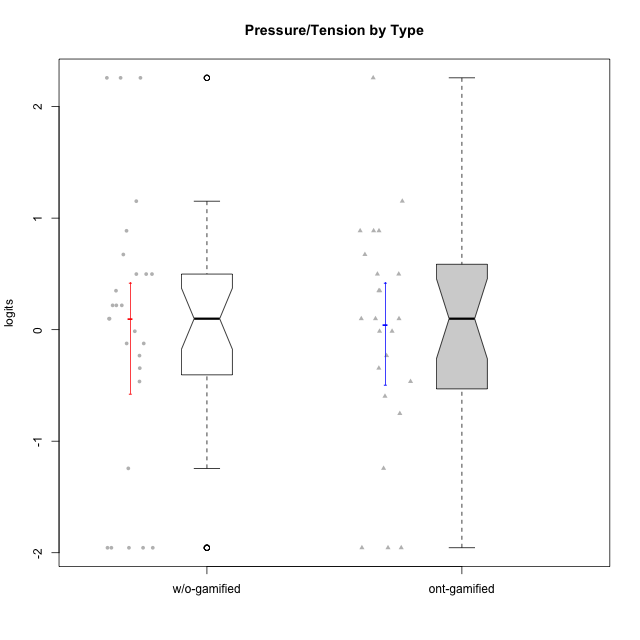 Pressure/Tension by Type
logits
2
1
0
-1
-2
w/o-gamified
ont-gamified